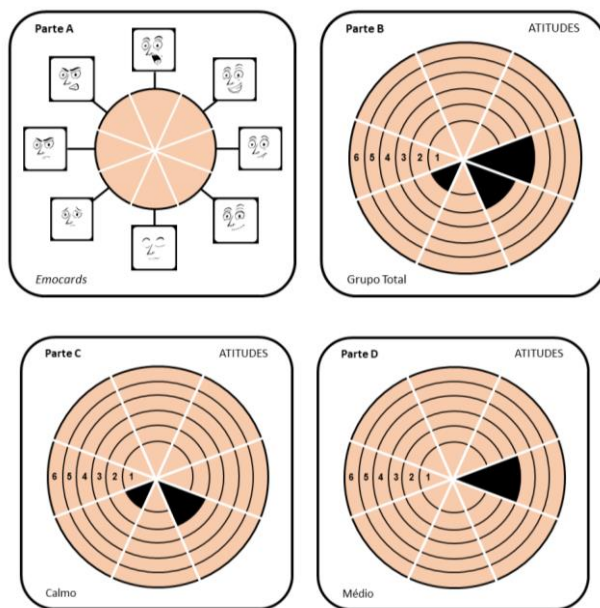 Parte A
Emocards
Parte B ATITUDES
6 5 4 3 2 1
Grupo Total
Parte C ATITUDES
6 5 4 3 2 1
Calmo
Parte D ATITUDES
6 5 4 3 2 1
Médio